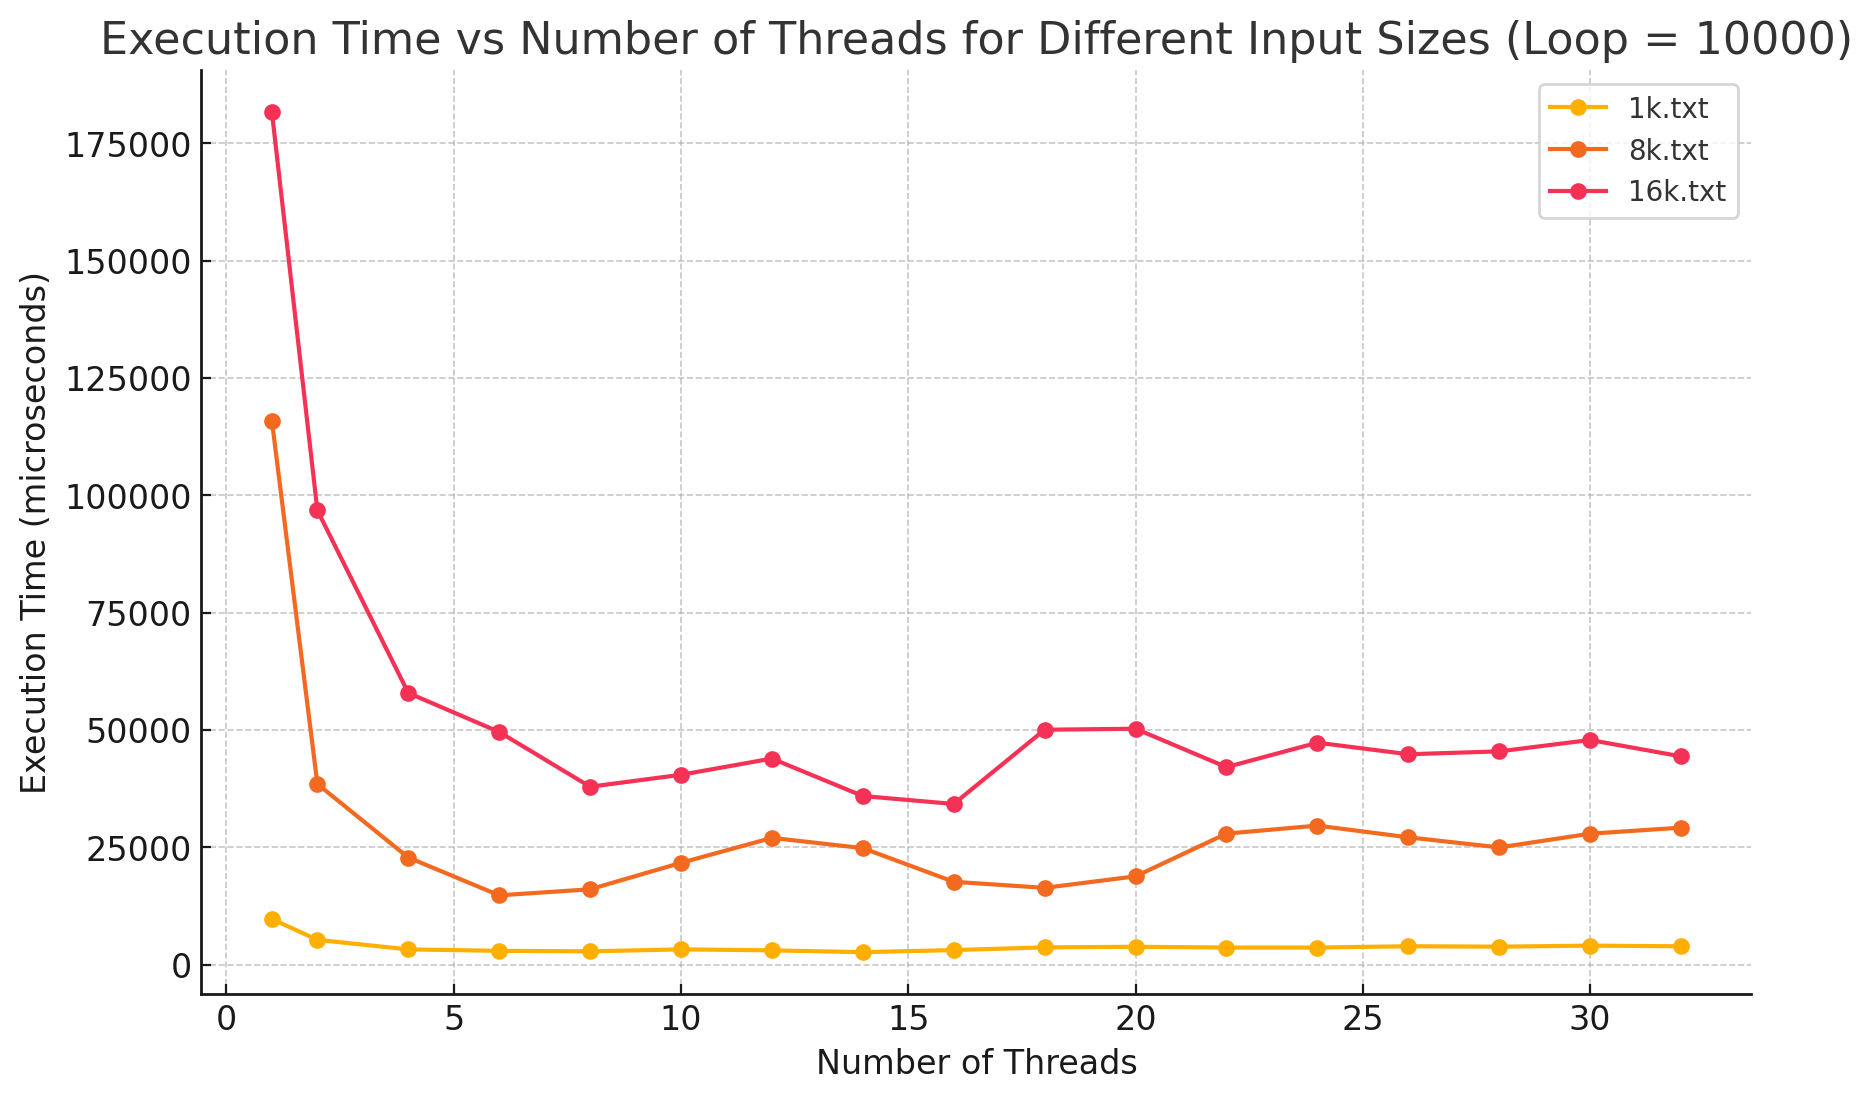 Execution Time vs Number of Threads for Different Input Sizes (Loop = 10000)
1k.txt
8k.txt
16k.txt
Execution Time (microseconds)
175000
150000
125000
100000
75000
50000
25000
0
0 5 10 15 20 25 30
Number of Threads